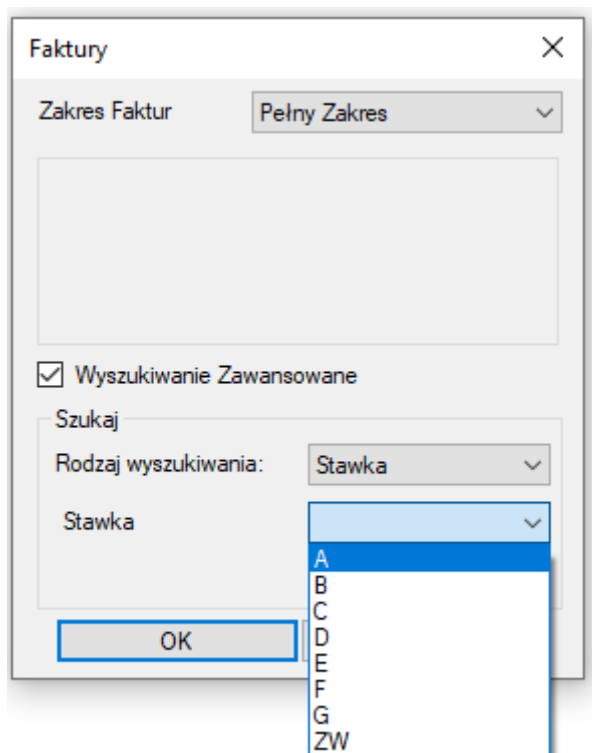 Faktury
Zakres Faktur Pełny Zakres
Wyszukiwanie Zawansowane
Szukaj
Rodzaj wyszukiwania: Stawka
Stawka
A
B
C
D
OK
E
F
G
ZW